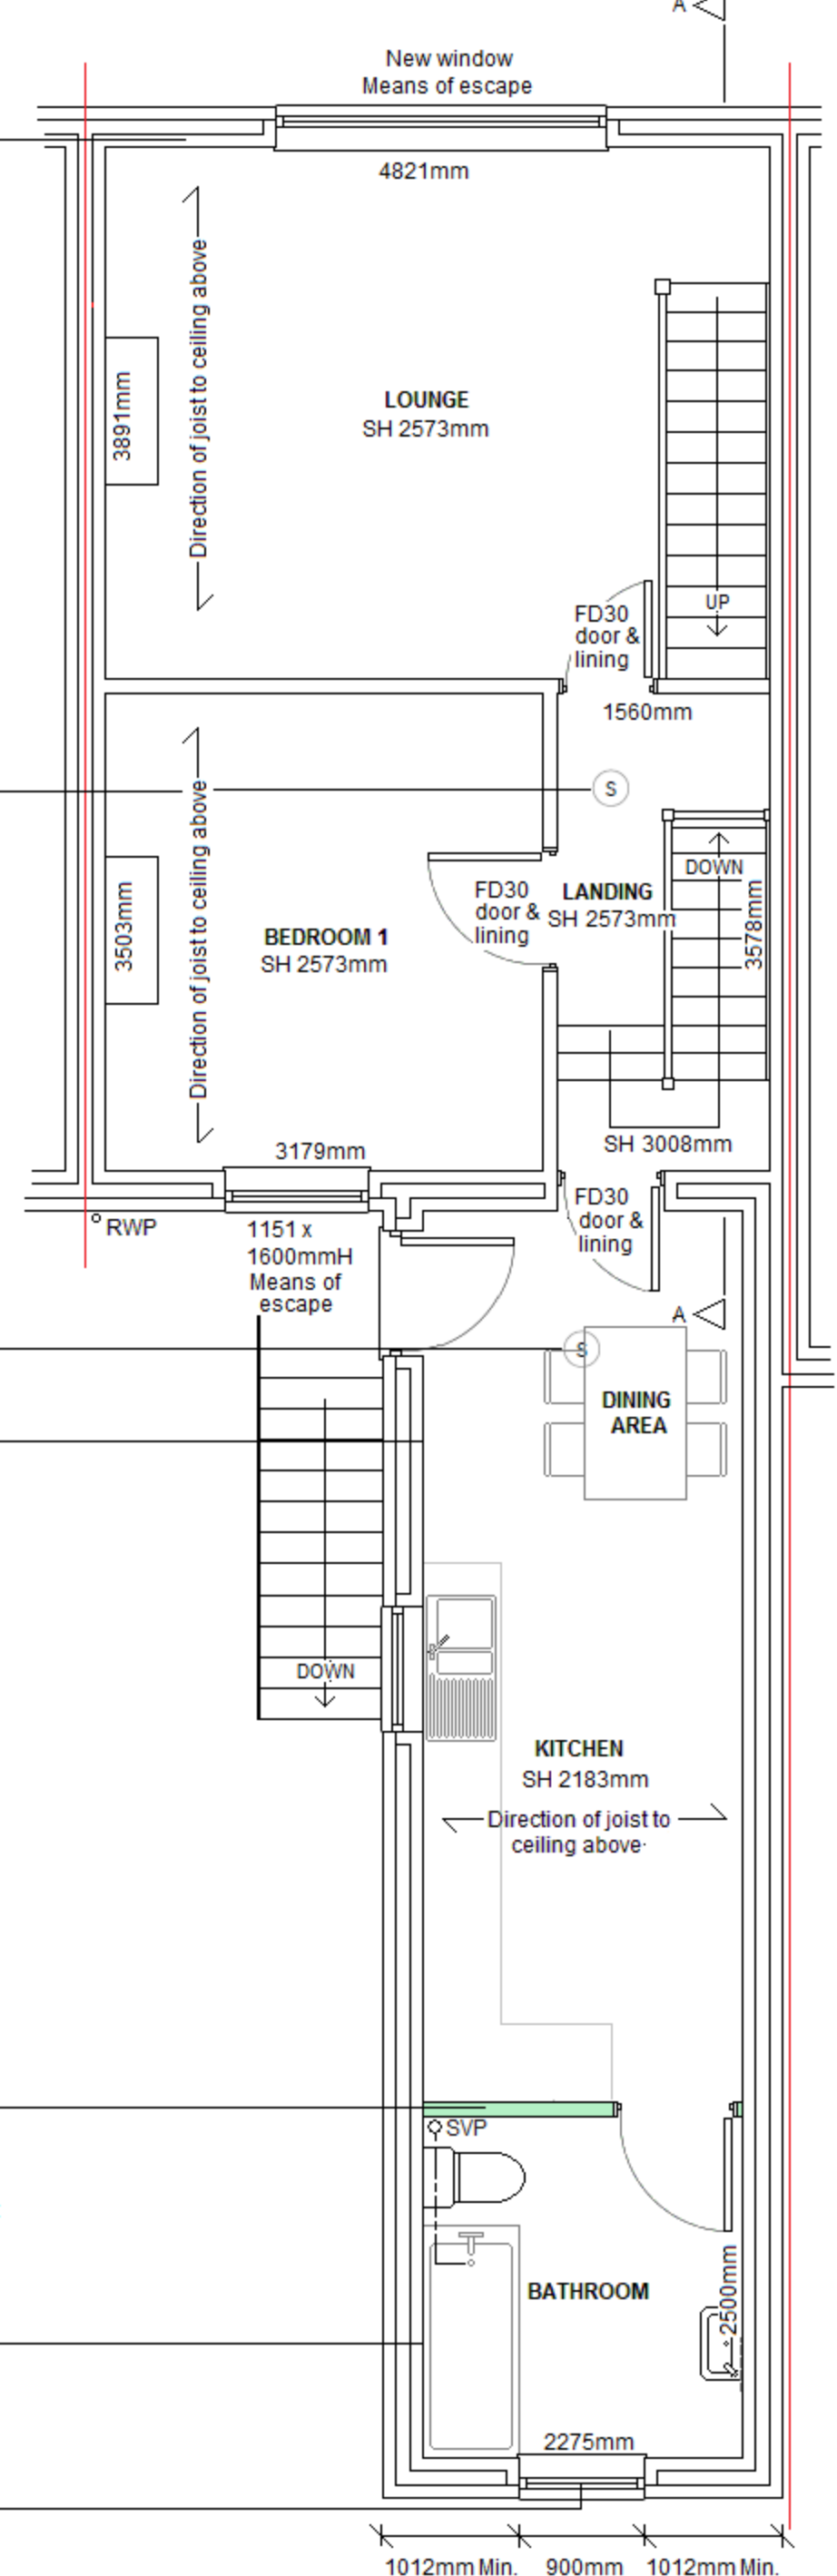 A
New window
Means of escape
4821mm
Direction of joist to ceiling above
3891mm
LOUNGE
SH 2573mm
UP
FD30
door &
lining
1560mm
S
Direction of joist to ceiling above
DOWN
3503mm
FD30
door &
lining
LANDING
SH 2573mm
3578mm
BEDROOM 1
SH 2573mm
3179mm
SH 3008mm
RWP
1151 x
1600mmH
Means of
escape
FD30
door &
lining
A
S
DINING
AREA
DOWN
KITCHEN
SH 2183mm
Direction of joist to
ceiling above
SVP
BATHROOM
2500mm
2275mm
1012mm Min.
900mm
1012mm Min.